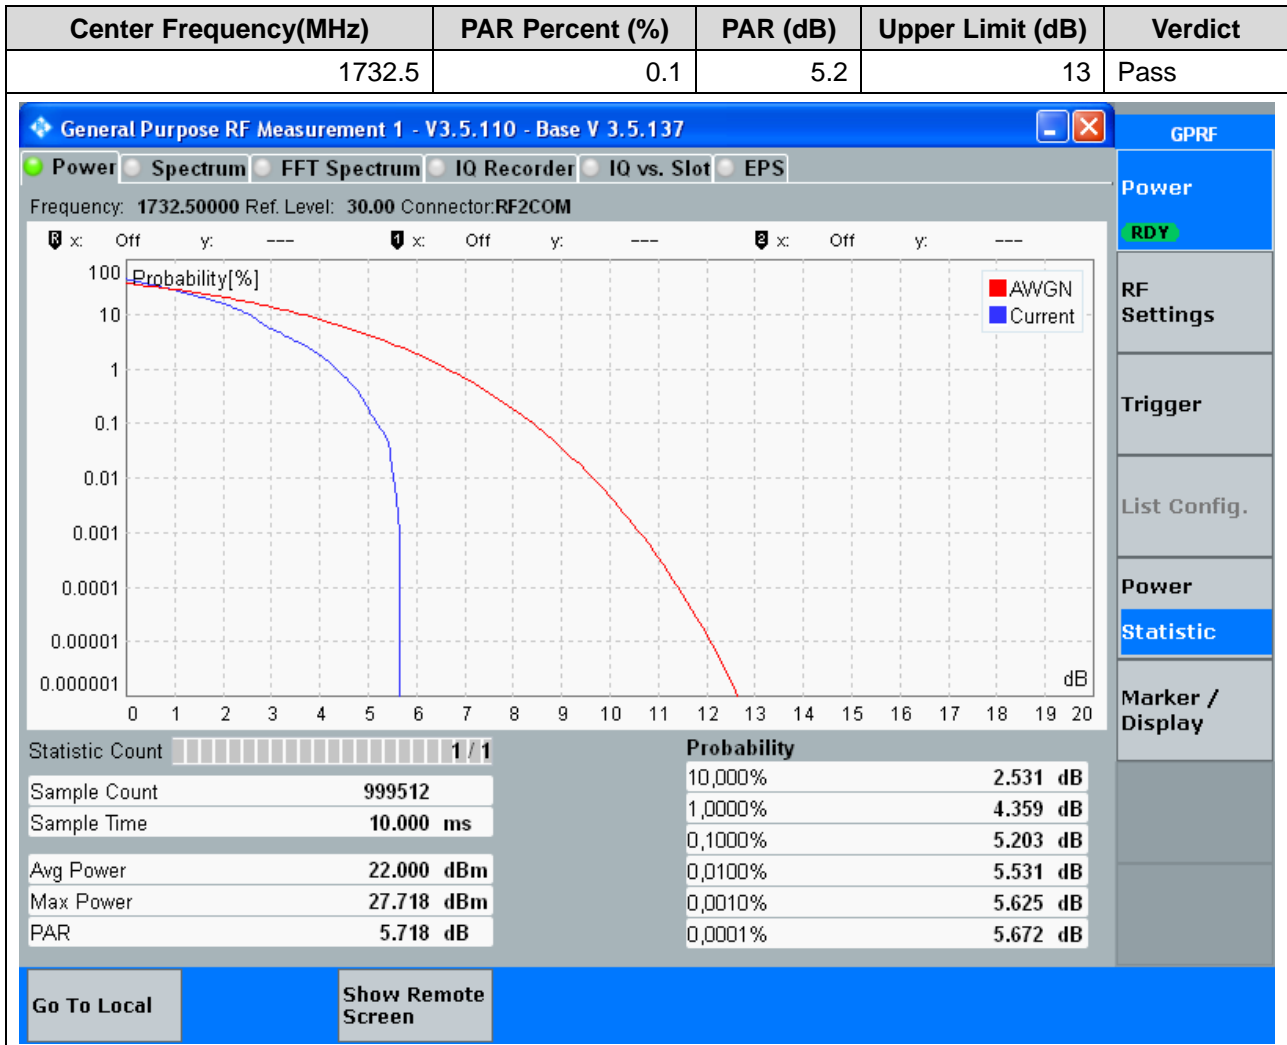 Center Frequency(MHz) PAR Percent (%) PAR (dB) Upper Limit (dB) Verdict
1732.5 0.1 5.2 13 Pass
General Purpose RF Measurement 1 - V3.5.110 - Base V 3.5.137
GPRF
Power Spectrum FFT Spectrum IQ Recorder IQ vs. Slot EPS
Power
RDY
Frequency: 1732.50000 Ref. Level: 30.00 Connector:RF2COM
R x: Off y: --- 1 x: Off y: --- 2 x: Off y: ---
Probability[%]
AWGN
Current
100
10
1
0.1
0.01
0.001
0.0001
0.00001
0.000001
dB
0 1 2 3 4 5 6 7 8 9 10 11 12 13 14 15 16 17 18 19 20
RF
Settings
Trigger
List Config.
Power
Statistic
Marker /
Display
Statistic Count 1 / 1
Sample Count 999512
Sample Time 10.000 ms
Avg Power 22.000 dBm
Max Power 27.718 dBm
PAR 5.718 dB
Probability
10,000% 2.531 dB
1,0000% 4.359 dB
0,1000% 5.203 dB
0,0100% 5.531 dB
0,0010% 5.625 dB
0,0001% 5.672 dB
Go To Local
Show Remote
Screen